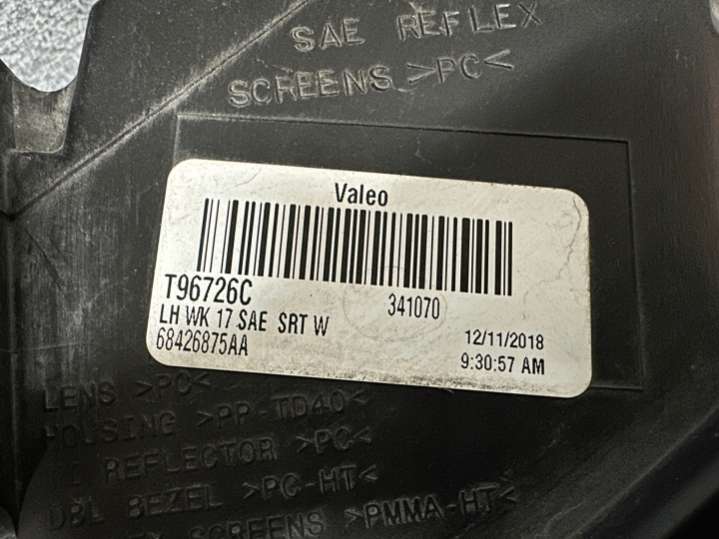 SAE REFLEX
SCREENS >PC<
Valeo
T96726C
341070
LH WK 17 SAE SRT W
12/11/2018
68426875AA
9:30:57 AM
LENS >PC<
HOUSING >PP-TD40<
REFLECTOR >PC<
DBL BEZEL >PC-HT<
SCREENS >PMMA-HT<